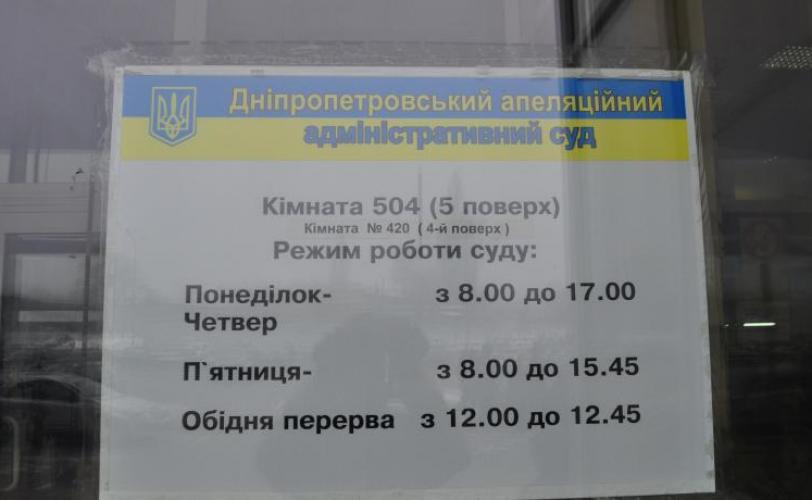 Дніпропетровський апеляційний
адміністративний суд
Кімната 504 (5 поверх)
Кімната № 420 ( 4-й поверх )
Режим роботи суду:
Понеділок- з 8.00 до 17.00
Четвер
П`ятниця- з 8.00 до 15.45
Обідня перерва з 12.00 до 12.45